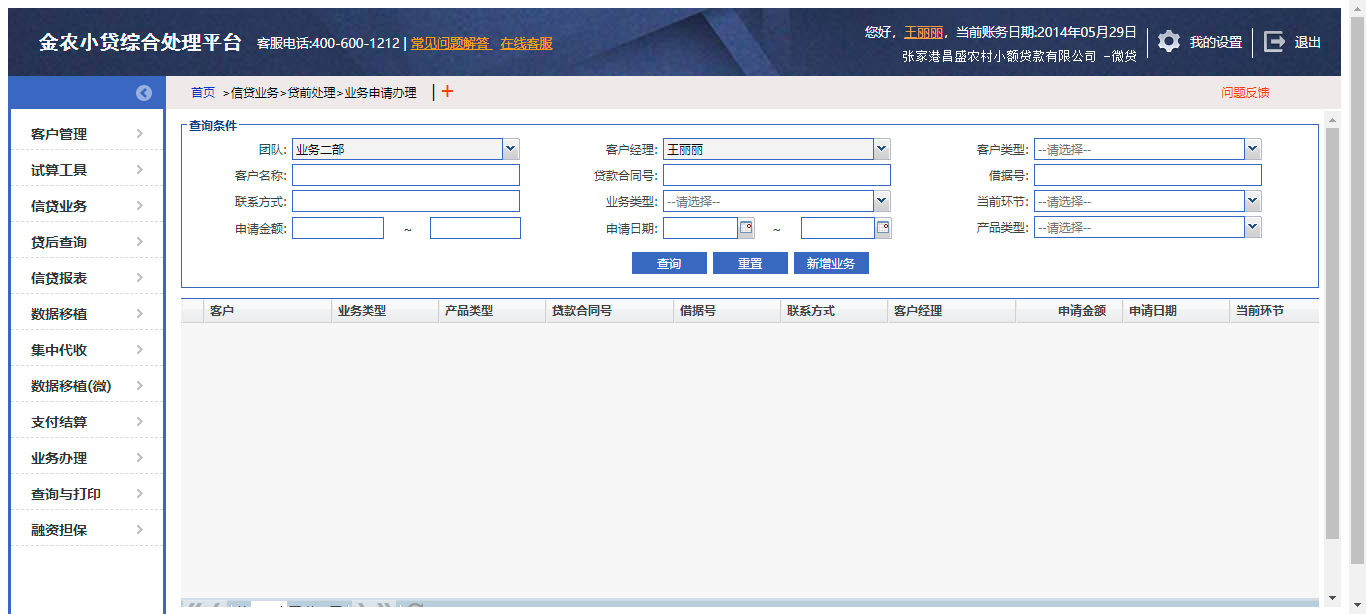 金农小贷综合处理平台 客服电话:400-600-1212 | 常见问题解答 在线客服
您好，王丽丽，当前账务日期:2014年05月29日
张家港昌盛农村小额贷款有限公司 -微贷
我的设置 退出
首页 >信贷业务>贷前处理>业务申请办理 | +
问题反馈
客户管理
试算工具
信贷业务
贷后查询
信贷报表
数据移植
集中代收
数据移植(微)
支付结算
业务办理
查询与打印
融资担保
查询条件
团队: 业务二部 客户经理: 王丽丽 客户类型: --请选择--
客户名称: 贷款合同号: 借据号:
联系方式: 业务类型: --请选择-- 当前环节: --请选择--
申请金额: ~ 申请日期: ~ 产品类型: --请选择--
查询 重置 新增业务
客户 业务类型 产品类型 贷款合同号 借据号 联系方式 客户经理 申请金额 申请日期 当前环节